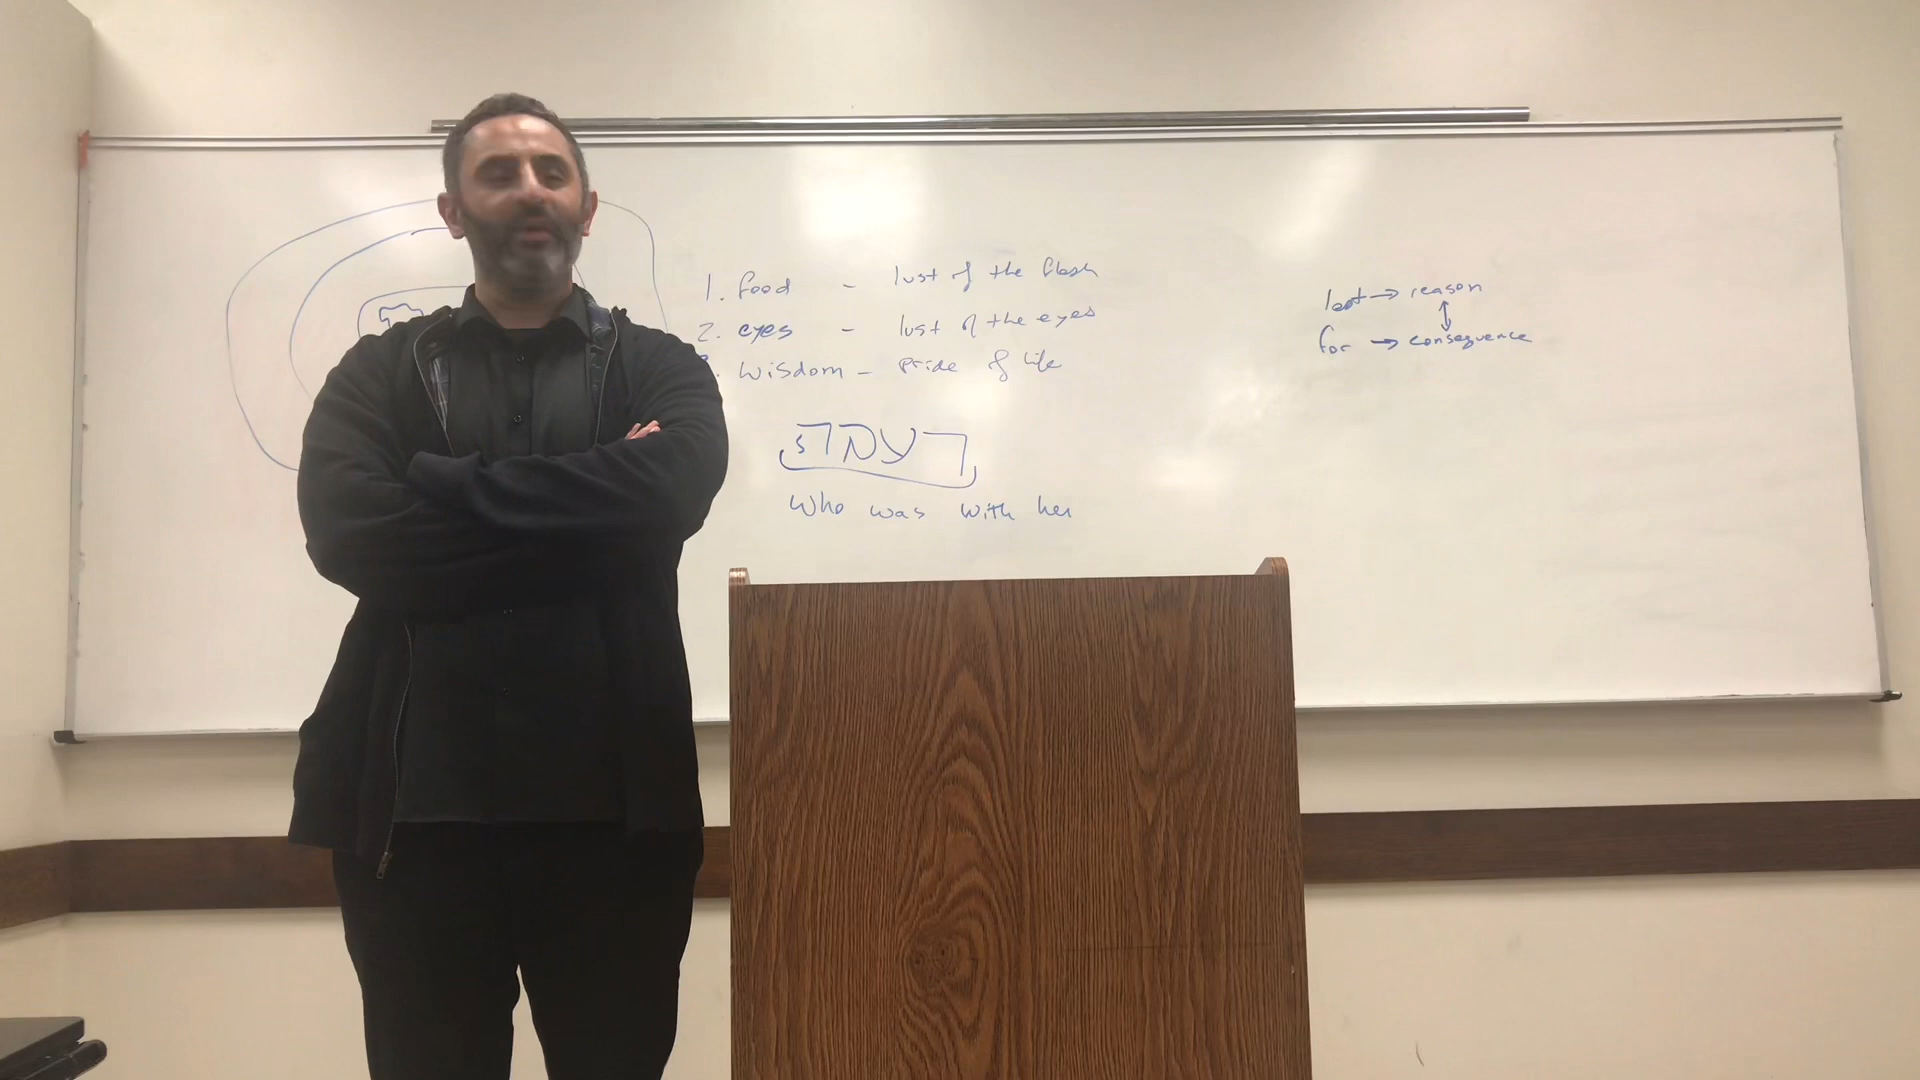 1. food - lust of the flesh
2. eyes - lust of the eyes
. wisdom - Pride of life
who was with her
lest → reason
↕
for → consequence